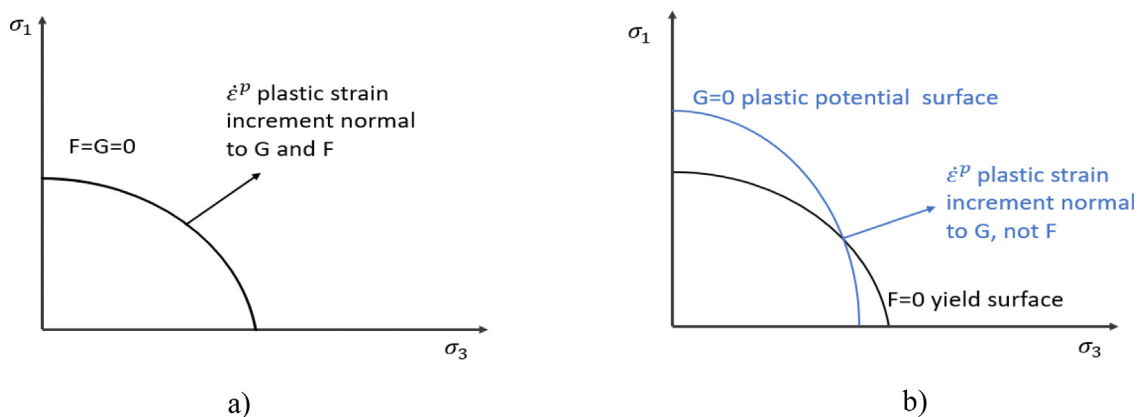 σ₁
F=G=0
ε̇ᵖ plastic strain
increment normal
to G and F
σ₃
a)
σ₁
G=0 plastic potential surface
ε̇ᵖ plastic strain
increment normal
to G, not F
F=0 yield surface
σ₃
b)